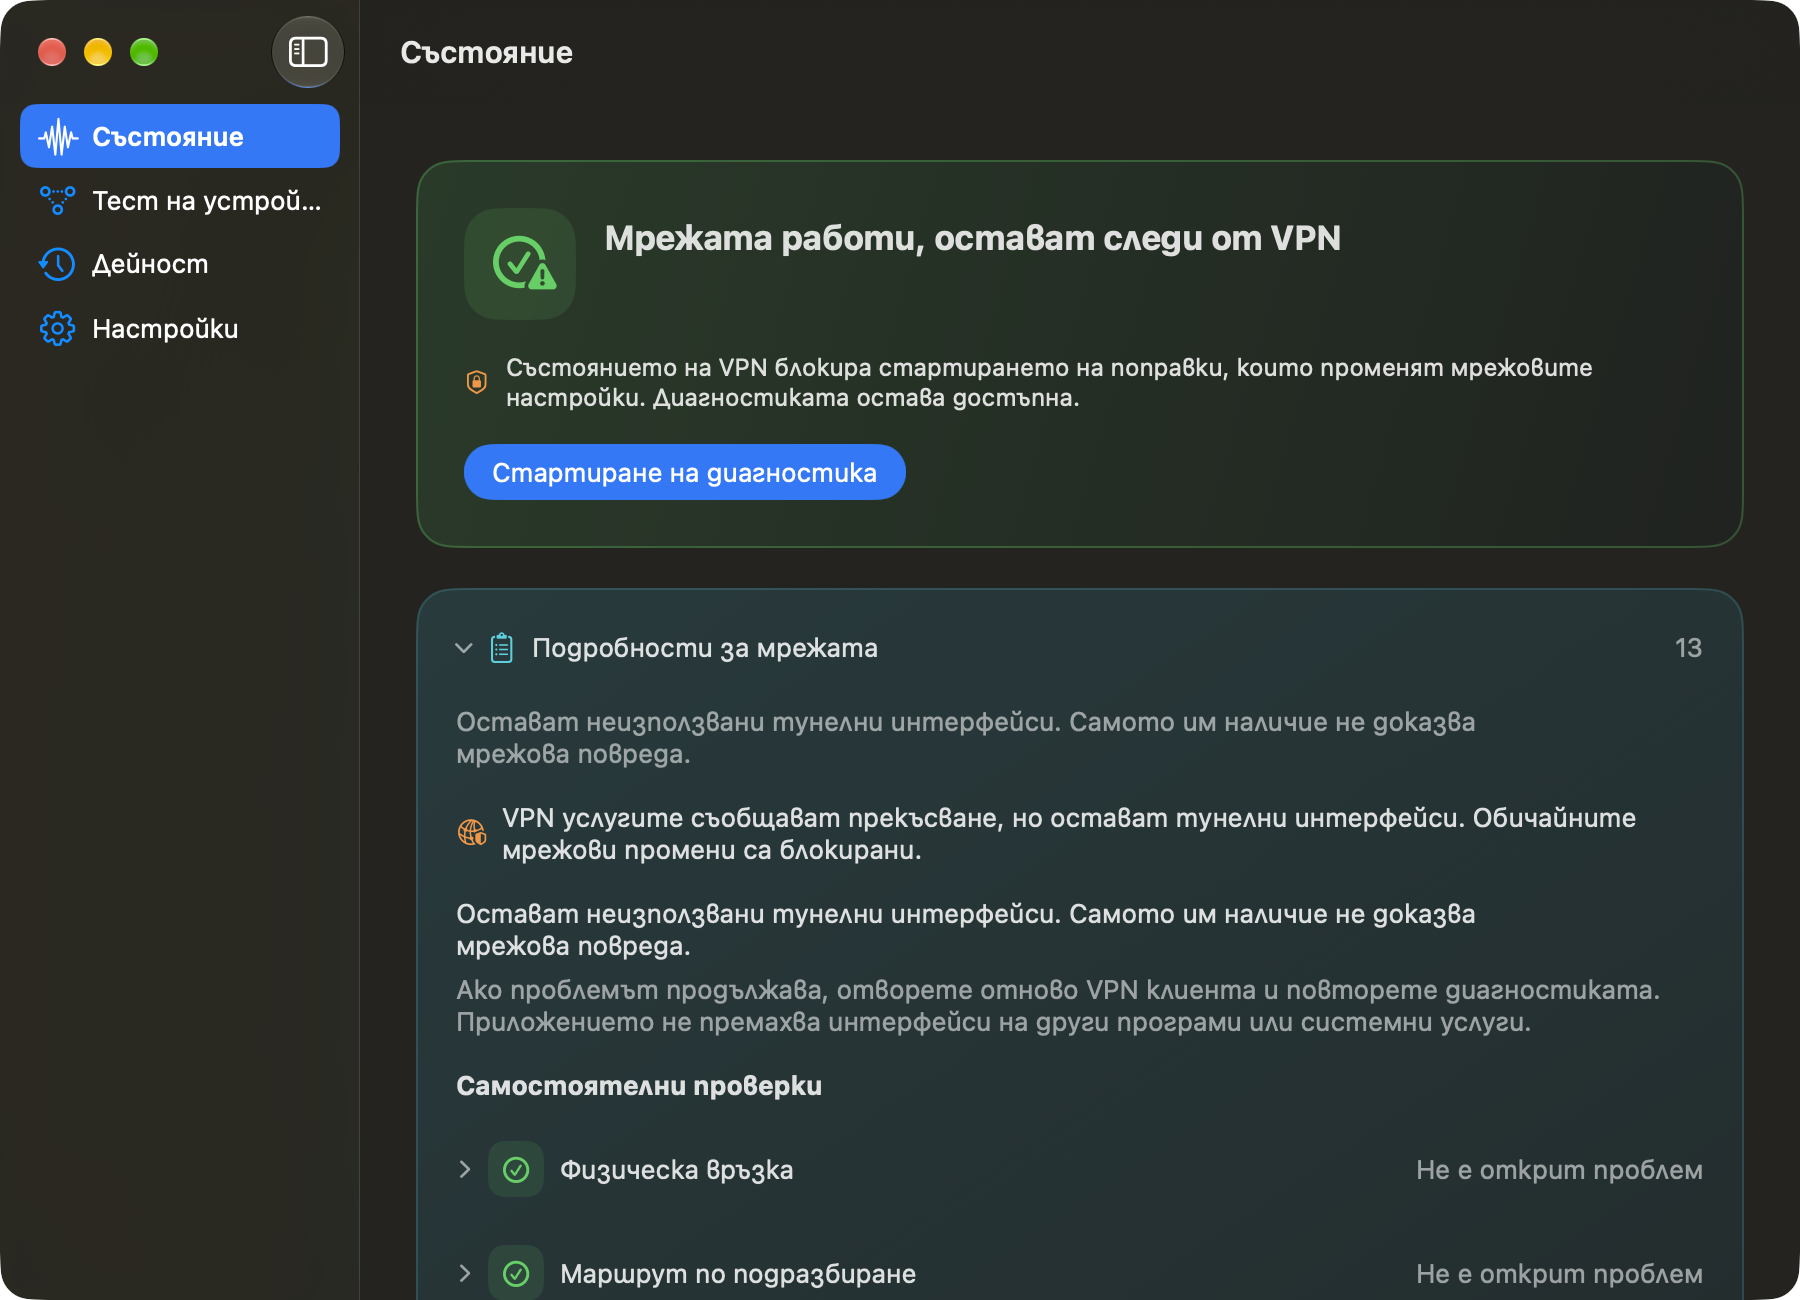 Състояние
Състояние
Тест на устрой...
Дейност
Настройки
Мрежата работи, остават следи от VPN
Състоянието на VPN блокира стартирането на поправки, които променят мрежовите
настройки. Диагностиката остава достъпна.
Стартиране на диагностика
Подробности за мрежата 13
Остават неизползвани тунелни интерфейси. Самото им наличие не доказва
мрежова повреда.
VPN услугите съобщават прекъсване, но остават тунелни интерфейси. Обичайните
мрежови промени са блокирани.
Остават неизползвани тунелни интерфейси. Самото им наличие не доказва
мрежова повреда.
Ако проблемът продължава, отворете отново VPN клиента и повторете диагностиката.
Приложението не премахва интерфейси на други програми или системни услуги.
Самостоятелни проверки
Физическа връзка Не е открит проблем
Маршрут по подразбиране Не е открит проблем